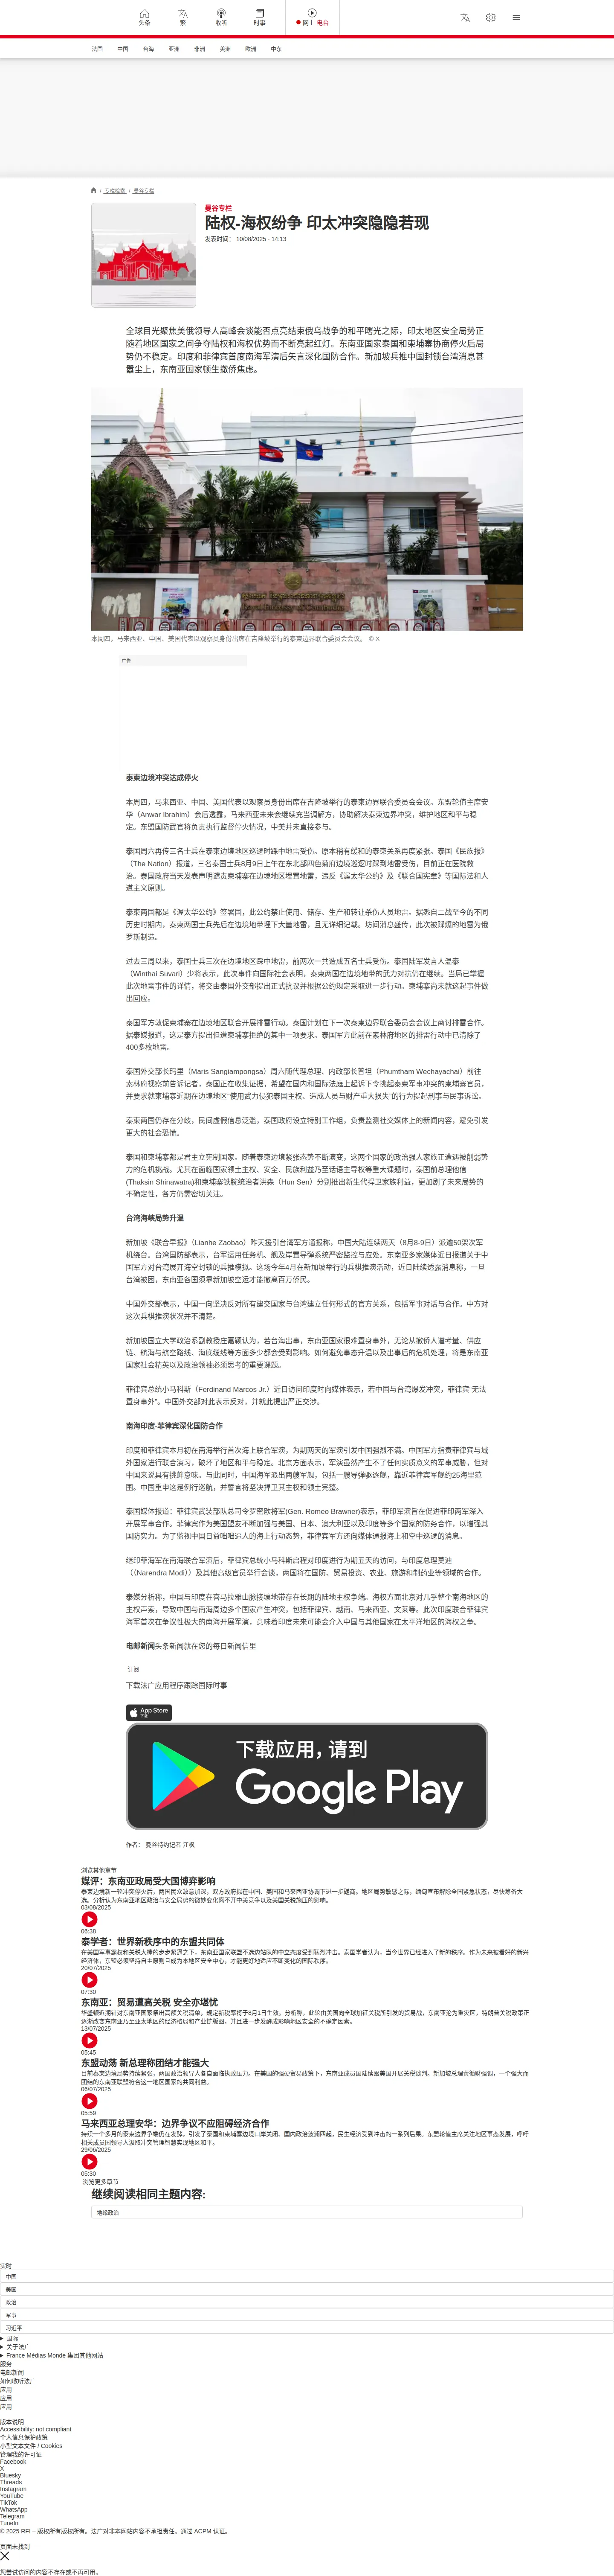 头条
繁
收听
时事
网上 电台
法国 中国 台海 亚洲 非洲 美洲 欧洲 中东
/ 专栏检索 / 曼谷专栏
曼谷专栏
陆权-海权纷争 印太冲突隐隐若现
发表时间： 10/08/2025 - 14:13
全球目光聚焦美俄领导人高峰会谈能否点亮结束俄乌战争的和平曙光之际，印太地区安全局势正
随着地区国家之间争夺陆权和海权优势而不断亮起红灯。东南亚国家泰国和柬埔寨协商停火后局
势仍不稳定。印度和菲律宾首度南海军演后矢言深化国防合作。新加坡兵推中国封锁台湾消息甚
嚣尘上，东南亚国家顿生撤侨焦虑。
本周四，马来西亚、中国、美国代表以观察员身份出席在吉隆坡举行的泰柬边界联合委员会会议。 © X
广告
泰柬边境冲突达成停火
本周四，马来西亚、中国、美国代表以观察员身份出席在吉隆坡举行的泰柬边界联合委员会会议。东盟轮值主席安
华（Anwar Ibrahim）会后透露，马来西亚未来会继续充当调解方，协助解决泰柬边界冲突，维护地区和平与稳
定。东盟国防武官将负责执行监督停火情况，中美并未直接参与。
泰国周六再传三名士兵在泰柬边境地区巡逻时踩中地雷受伤。原本稍有缓和的泰柬关系再度紧张。泰国《民族报》
（The Nation）报道，三名泰国士兵8月9日上午在东北部四色菊府边境巡逻时踩到地雷受伤，目前正在医院救
治。泰国政府当天发表声明谴责柬埔寨在边境地区埋置地雷，违反《渥太华公约》及《联合国宪章》等国际法和人
道主义原则。
泰柬两国都是《渥太华公约》签署国，此公约禁止使用、储存、生产和转让杀伤人员地雷。据悉自二战至今的不同
历史时期内，泰柬两国士兵先后在边境地带埋下大量地雷，且无详细记载。坊间消息盛传，此次被踩爆的地雷为俄
罗斯制造。
过去三周以来，泰国士兵三次在边境地区踩中地雷，前两次一共造成五名士兵受伤。泰国陆军发言人温泰
（Winthai Suvari）少将表示，此次事件向国际社会表明，泰柬两国在边境地带的武力对抗仍在继续。当局已掌握
此次地雷事件的详情，将交由泰国外交部提出正式抗议并根据公约规定采取进一步行动。柬埔寨尚未就这起事件做
出回应。
泰国军方敦促柬埔寨在边境地区联合开展排雷行动。泰国计划在下一次泰柬边界联合委员会会议上商讨排雷合作。
据泰媒报道，这是泰方提出但遭柬埔寨拒绝的其中一项要求。泰国军方此前在素林府地区的排雷行动中已清除了
400多枚地雷。
泰国外交部长玛里（Maris Sangiampongsa）周六随代理总理、内政部长普坦（Phumtham Wechayachai）前往
素林府视察前告诉记者，泰国正在收集证据，希望在国内和国际法庭上起诉下令挑起泰柬军事冲突的柬埔寨官员，
并要求就柬埔寨近期在边境地区“使用武力侵犯泰国主权、造成人员与财产重大损失”的行为提起刑事与民事诉讼。
泰柬两国仍存在分歧，民间虚假信息泛滥，泰国政府设立特别工作组，负责监测社交媒体上的新闻内容，避免引发
更大的社会恐慌。
泰国和柬埔寨都是君主立宪制国家。随着泰柬边境紧张态势不断演变，这两个国家的政治强人家族正遭遇被削弱势
力的危机挑战。尤其在面临国家领土主权、安全、民族利益乃至话语主导权等重大课题时，泰国前总理他信
(Thaksin Shinawatra)和柬埔寨铁腕统治者洪森（Hun Sen）分别推出新生代捍卫家族利益，更加剧了未来局势的
不确定性，各方仍需密切关注。
台湾海峡局势升温
新加坡《联合早报》（Lianhe Zaobao）昨天援引台湾军方通报称，中国大陆连续两天（8月8-9日）派逾50架次军
机绕台。台湾国防部表示，台军运用任务机、舰及岸置导弹系统严密监控与应处。东南亚多家媒体近日报道关于中
国军方对台湾展开海空封锁的兵推模拟。这场今年4月在新加坡举行的兵棋推演活动，近日陆续透露消息称，一旦
台湾被困，东南亚各国须靠新加坡空运才能撤离百万侨民。
中国外交部表示，中国一向坚决反对所有建交国家与台湾建立任何形式的官方关系，包括军事对话与合作。中方对
这次兵棋推演状况并不清楚。
新加坡国立大学政治系副教授庄嘉颖认为，若台海出事，东南亚国家很难置身事外，无论从撤侨人道考量、供应
链、航海与航空路线、海底缆线等方面多少都会受到影响。如何避免事态升温以及出事后的危机处理，将是东南亚
国家社会精英以及政治领袖必须思考的重要课题。
菲律宾总统小马科斯（Ferdinand Marcos Jr.）近日访问印度时向媒体表示，若中国与台湾爆发冲突，菲律宾“无法
置身事外”。中国外交部对此表示反对，并就此提出严正交涉。
南海印度-菲律宾深化国防合作
印度和菲律宾本月初在南海举行首次海上联合军演，为期两天的军演引发中国强烈不满。中国军方指责菲律宾与域
外国家进行联合演习，破坏了地区和平与稳定。北京方面表示，军演虽然产生不了任何实质意义的军事威胁，但对
中国来说具有挑衅意味。与此同时，中国海军派出两艘军舰，包括一艘导弹驱逐舰，靠近菲律宾军舰约25海里范
围。中国重申这是例行巡航，并誓言将坚决捍卫其主权和领土完整。
泰国媒体报道：菲律宾武装部队总司令罗密欧将军(Gen. Romeo Brawner)表示，菲印军演旨在促进菲印两军深入
开展军事合作。菲律宾作为美国盟友不断加强与美国、日本、澳大利亚以及印度等多个国家的防务合作，以增强其
国防实力。为了监视中国日益咄咄逼人的海上行动态势，菲律宾军方还向媒体通报海上和空中巡逻的消息。
继印菲海军在南海联合军演后，菲律宾总统小马科斯启程对印度进行为期五天的访问，与印度总理莫迪
（（Narendra Modi））及其他高级官员举行会谈，两国将在国防、贸易投资、农业、旅游和制药业等领域的合作。
泰媒分析称，中国与印度在喜马拉雅山脉接壤地带存在长期的陆地主权争端。海权方面北京对几乎整个南海地区的
主权声索，导致中国与南海周边多个国家产生冲突，包括菲律宾、越南、马来西亚、文莱等。此次印度联合菲律宾
海军首次在争议性极大的南海开展军演，意味着印度未来可能会介入中国与其他国家在太平洋地区的海权之争。
电邮新闻头条新闻就在您的每日新闻信里
订阅
下载法广应用程序跟踪国际时事
App Store
下载
下载应用，请到
Google Play
作者： 曼谷特约记者 江枫
浏览其他章节
媒评：东南亚政局受大国博弈影响
泰柬边境新一轮冲突停火后，两国民众敌意加深，双方政府拟在中国、美国和马来西亚协调下进一步磋商。地区局势敏感之际，缅甸宣布解除全国紧急状态，尽快筹备大
选。分析认为东南亚地区政治与安全局势的微妙变化离不开中美竞争以及美国关税施压的影响。
03/08/2025
06:38
泰学者：世界新秩序中的东盟共同体
在美国军事霸权和关税大棒的步步紧逼之下，东南亚国家联盟不选边站队的中立态度受到猛烈冲击。泰国学者认为，当今世界已经进入了新的秩序。作为未来被看好的新兴
经济体，东盟必须坚持自主原则且成为本地区安全中心，才能更好地适应不断变化的国际秩序。
20/07/2025
07:30
东南亚：贸易遭高关税 安全亦堪忧
华盛顿近期针对东南亚国家祭出高额关税清单，规定新税率将于8月1日生效。分析称，此轮由美国向全球加征关税所引发的贸易战，东南亚沦为重灾区，特朗普关税政策正
逐渐改变东南亚乃至亚太地区的经济格局和产业链版图，并且进一步发酵成影响地区安全的不确定因素。
13/07/2025
05:45
东盟动荡 新总理称团结才能强大
目前泰柬边境局势持续紧张，两国政治领导人各自面临执政压力。在美国的强硬贸易政策下，东南亚成员国陆续跟美国开展关税谈判。新加坡总理黄循财强调，一个强大而
团结的东南亚联盟符合这一地区国家的共同利益。
06/07/2025
05:59
马来西亚总理安华：边界争议不应阻碍经济合作
持续一个多月的泰柬边界争端仍在发酵，引发了泰国和柬埔寨边境口岸关闭、国内政治波澜四起，民生经济受到冲击的一系列后果。东盟轮值主席关注地区事态发展，呼吁
相关成员国领导人汲取冲突管理智慧实现地区和平。
29/06/2025
05:30
浏览更多章节
继续阅读相同主题内容:
地缘政治
实时
中国
美国
政治
军事
习近平
国际
关于法广
France Médias Monde 集团其他网站
服务
电邮新闻
如何收听法广
应用
应用
应用
版本说明
Accessibility: not compliant
个人信息保护政策
小型文本文件 / Cookies
管理我的许可证
Facebook
X
Bluesky
Threads
Instagram
YouTube
TikTok
WhatsApp
Telegram
TuneIn
© 2025 RFI – 版权所有版权所有。法广对非本网站内容不承担责任。通过 ACPM 认证。
页面未找到
您尝试访问的内容不存在或不再可用。